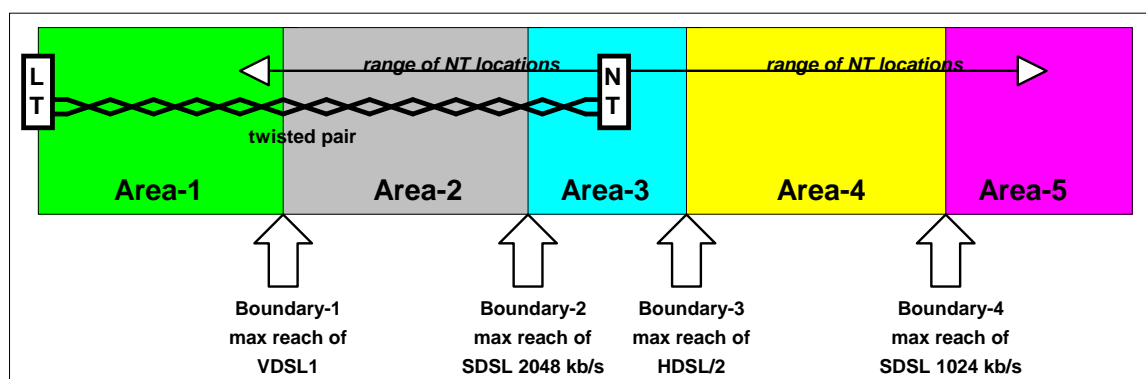 range of NT locations
range of NT locations
L
T
N
T
twisted pair
Area-1
Area-2
Area-3
Area-4
Area-5
Boundary-1
max reach of
VDSL1
Boundary-2
max reach of
SDSL 2048 kb/s
Boundary-3
max reach of
HDSL/2
Boundary-4
max reach of
SDSL 1024 kb/s